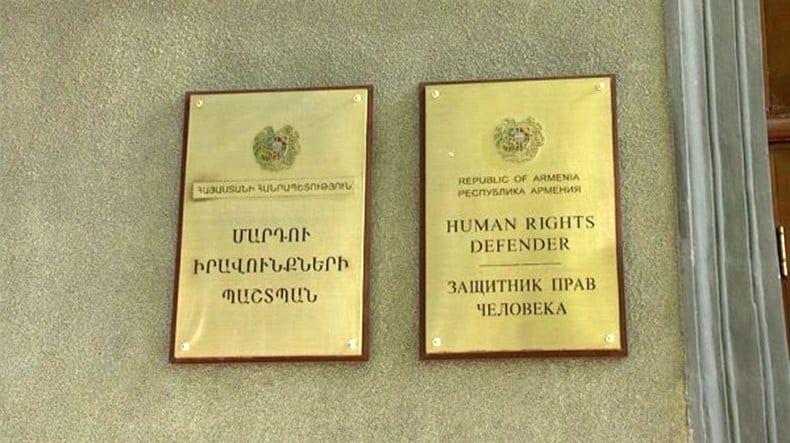 ՀԱՅԱՍՏԱՆԻ ՀԱՆՐԱՊԵՏՈՒԹՅՈՒՆ
ՄԱՐԴՈՒ
ԻՐԱՎՈՒՆՔՆԵՐԻ
ՊԱՇՏՊԱՆ
REPUBLIC OF ARMENIA
РЕСПУБЛИКА АРМЕНИЯ
HUMAN RIGHTS
DEFENDER
ЗАЩИТНИК ПРАВ
ЧЕЛОВЕКА